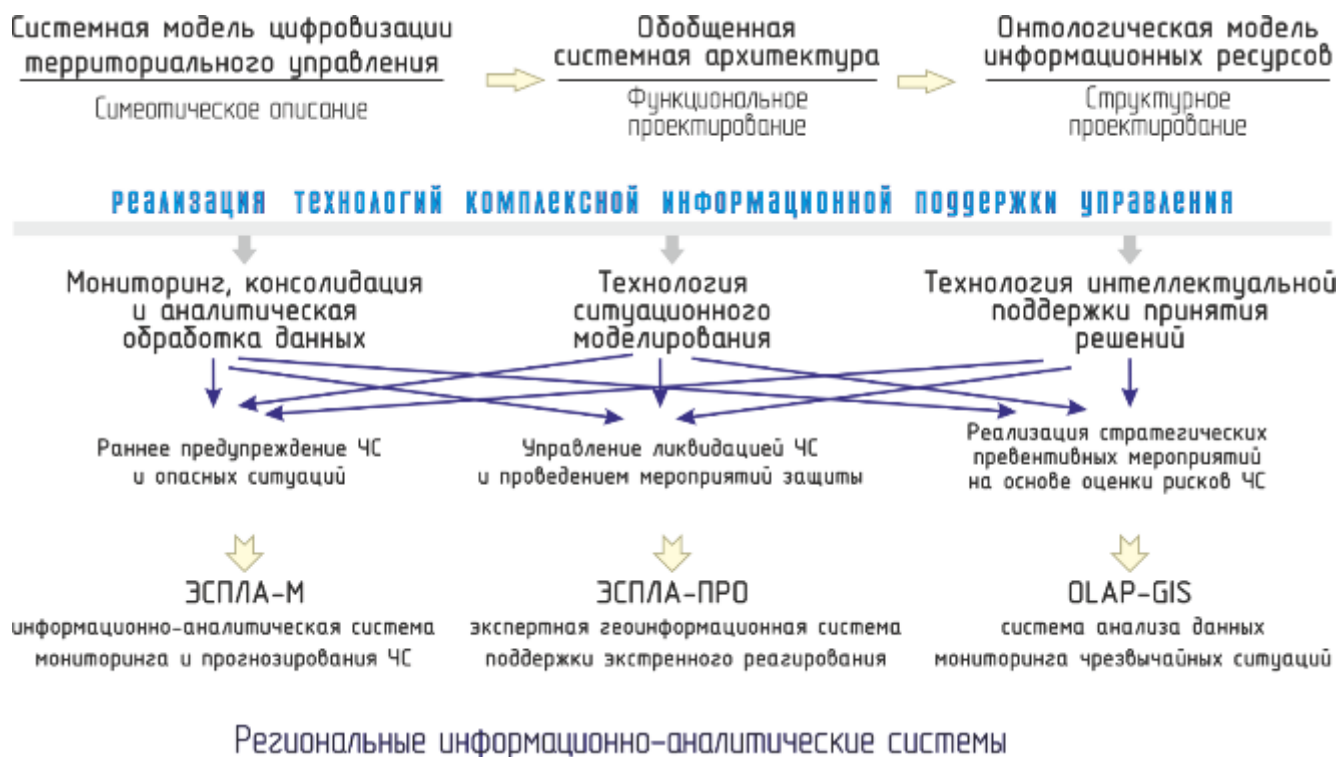 Системная модель цифровизации
территориального управления
Симеотическое описание
Обобщенная
системная архитектура
Функциональное
проектирование
Онтологическая модель
информационных ресурсов
Структурное
проектирование
РЕАЛИЗАЦИЯ ТЕХНОЛОГИЙ КОМПЛЕКСНОЙ ИНФОРМАЦИОННОЙ ПОДДЕРЖКИ УПРАВЛЕНИЯ
Мониторинг, консолидация
и аналитическая
обработка данных
Технология
ситуационного
моделирования
Технология интеллектуальной
поддержки принятия
решений
Раннее предупреждение ЧС
и опасных ситуаций
Управление ликвидацией ЧС
и проведением мероприятий защиты
Реализация стратегических
превентивных мероприятий
на основе оценки рисков ЧС
ЭСПЛА-М
информационно-аналитическая система
мониторинга и прогнозирования ЧС
ЭСПЛА-ПРО
экспертная геоинформационная система
поддержки экстренного реагирования
OLAP-GIS
система анализа данных
мониторинга чрезвычайных ситуаций
Региональные информационно-аналитические системы